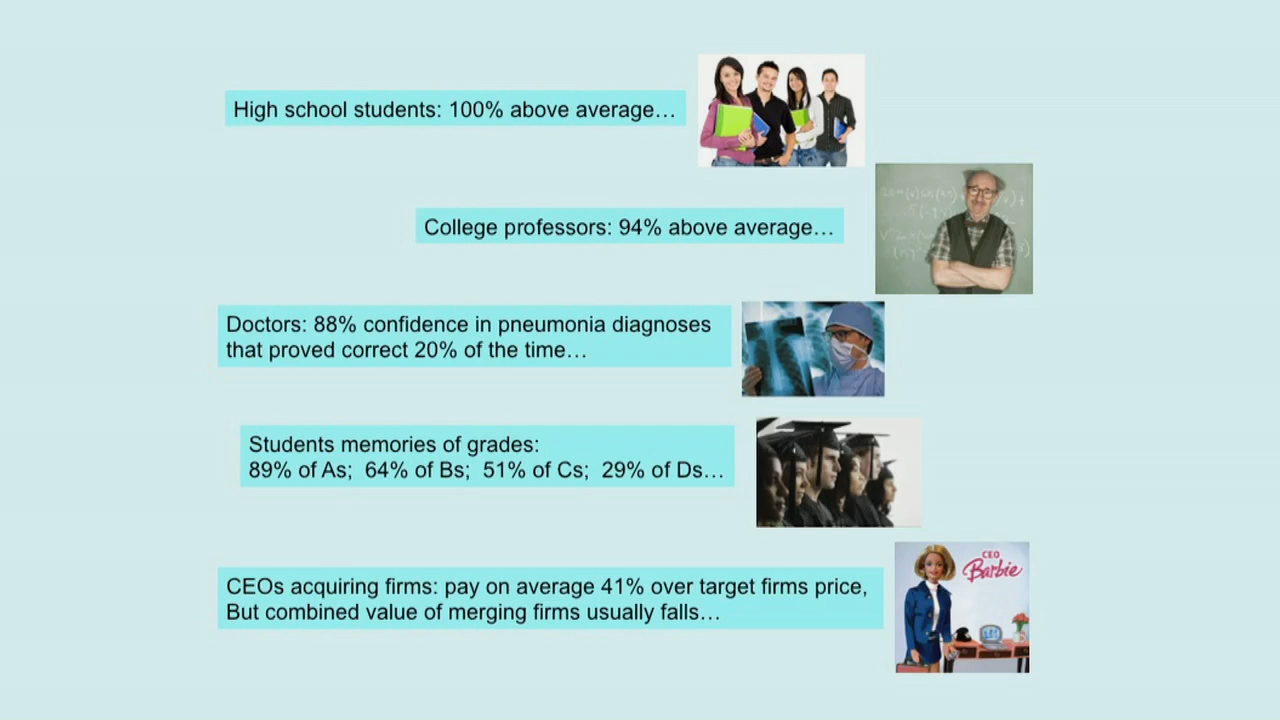 High school students: 100% above average…
College professors: 94% above average…
Doctors: 88% confidence in pneumonia diagnoses
that proved correct 20% of the time…
Students memories of grades:
89% of As;  64% of Bs;  51% of Cs;  29% of Ds…
CEOs acquiring firms: pay on average 41% over target firms price,
But combined value of merging firms usually falls…
CEO
Barbie